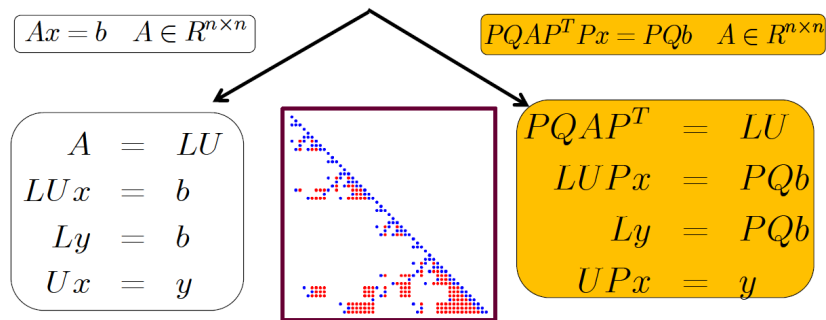 Ax = b   A ∈ R^{n×n}
PQAP^T Px = PQb   A ∈ R^{n×n}
A = LU
LUx = b
Ly = b
Ux = y
PQAP^T = LU
LUPx = PQb
Ly = PQb
UPx = y